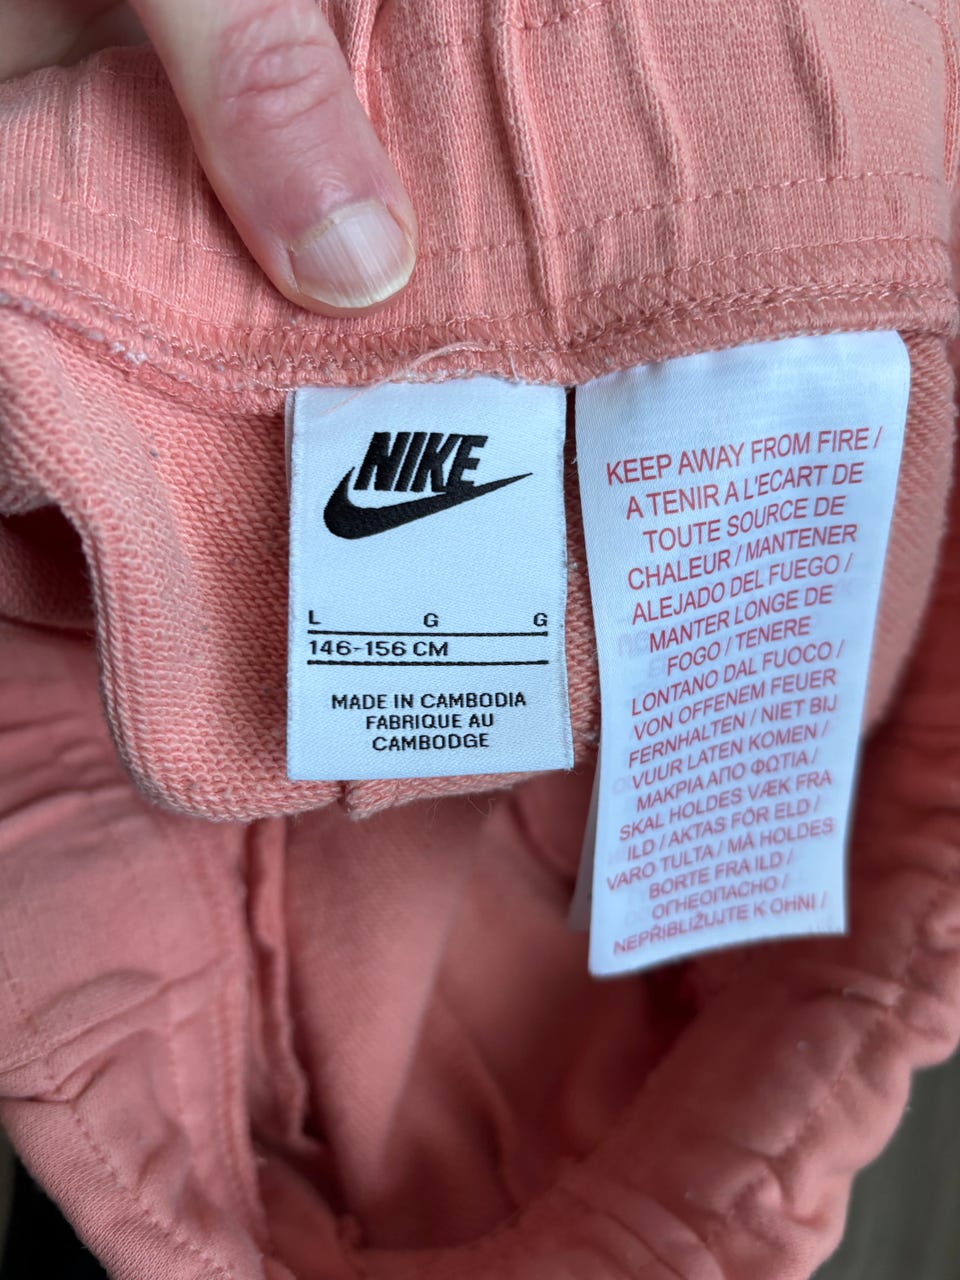 NIKE
L G G
146-156 CM
MADE IN CAMBODIA
FABRIQUE AU
CAMBODGE
KEEP AWAY FROM FIRE /
A TENIR A L'ECART DE
TOUTE SOURCE DE
CHALEUR / MANTENER
ALEJADO DEL FUEGO /
MANTER LONGE DE
FOGO / TENERE
LONTANO DAL FUOCO /
VON OFFENEM FEUER
FERNHALTEN / NIET BIJ
VUUR LATEN KOMEN /
ΜΑΚΡΙΑ ΑΠΟ ΦΩΤΙΑ /
SKAL HOLDES VÆK FRA
ILD / AKTAS FÖR ELD /
VARO TULTA / MÅ HOLDES
BORTE FRA ILD /
ОГНЕОПАСНО /
NEPŘIBLIŽUJTE K OHNI /